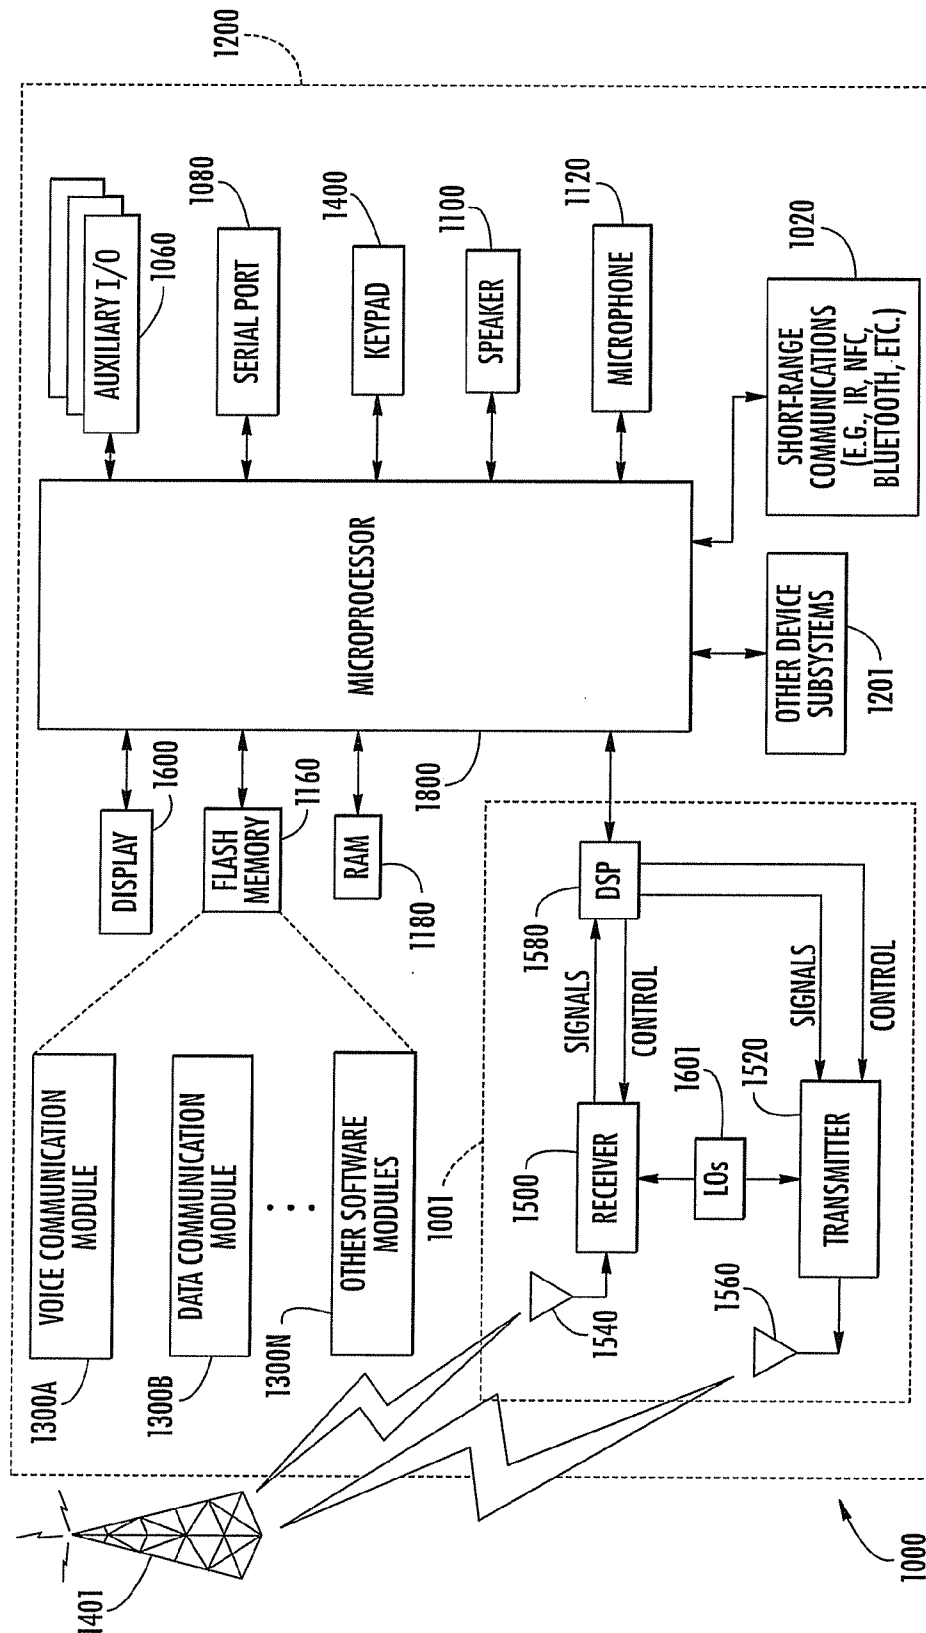 1200
AUXILIARY I/O
1060
SERIAL PORT
1080
KEYPAD
1400
SPEAKER
1100
MICROPHONE
1120
SHORT-RANGE
COMMUNICATIONS
(E.G., IR, NFC,
BLUETOOTH, ETC.)
1020
MICROPROCESSOR
1800
OTHER DEVICE
SUBSYSTEMS
1201
DISPLAY
1600
FLASH
MEMORY
1160
RAM
1180
VOICE COMMUNICATION
MODULE
1300A
DATA COMMUNICATION
MODULE
1300B
OTHER SOFTWARE
MODULES
1300N
1001
DSP
1580
SIGNALS
CONTROL
SIGNALS
CONTROL
RECEIVER
1500
LOs
1601
TRANSMITTER
1520
1540
1560
1401
1000